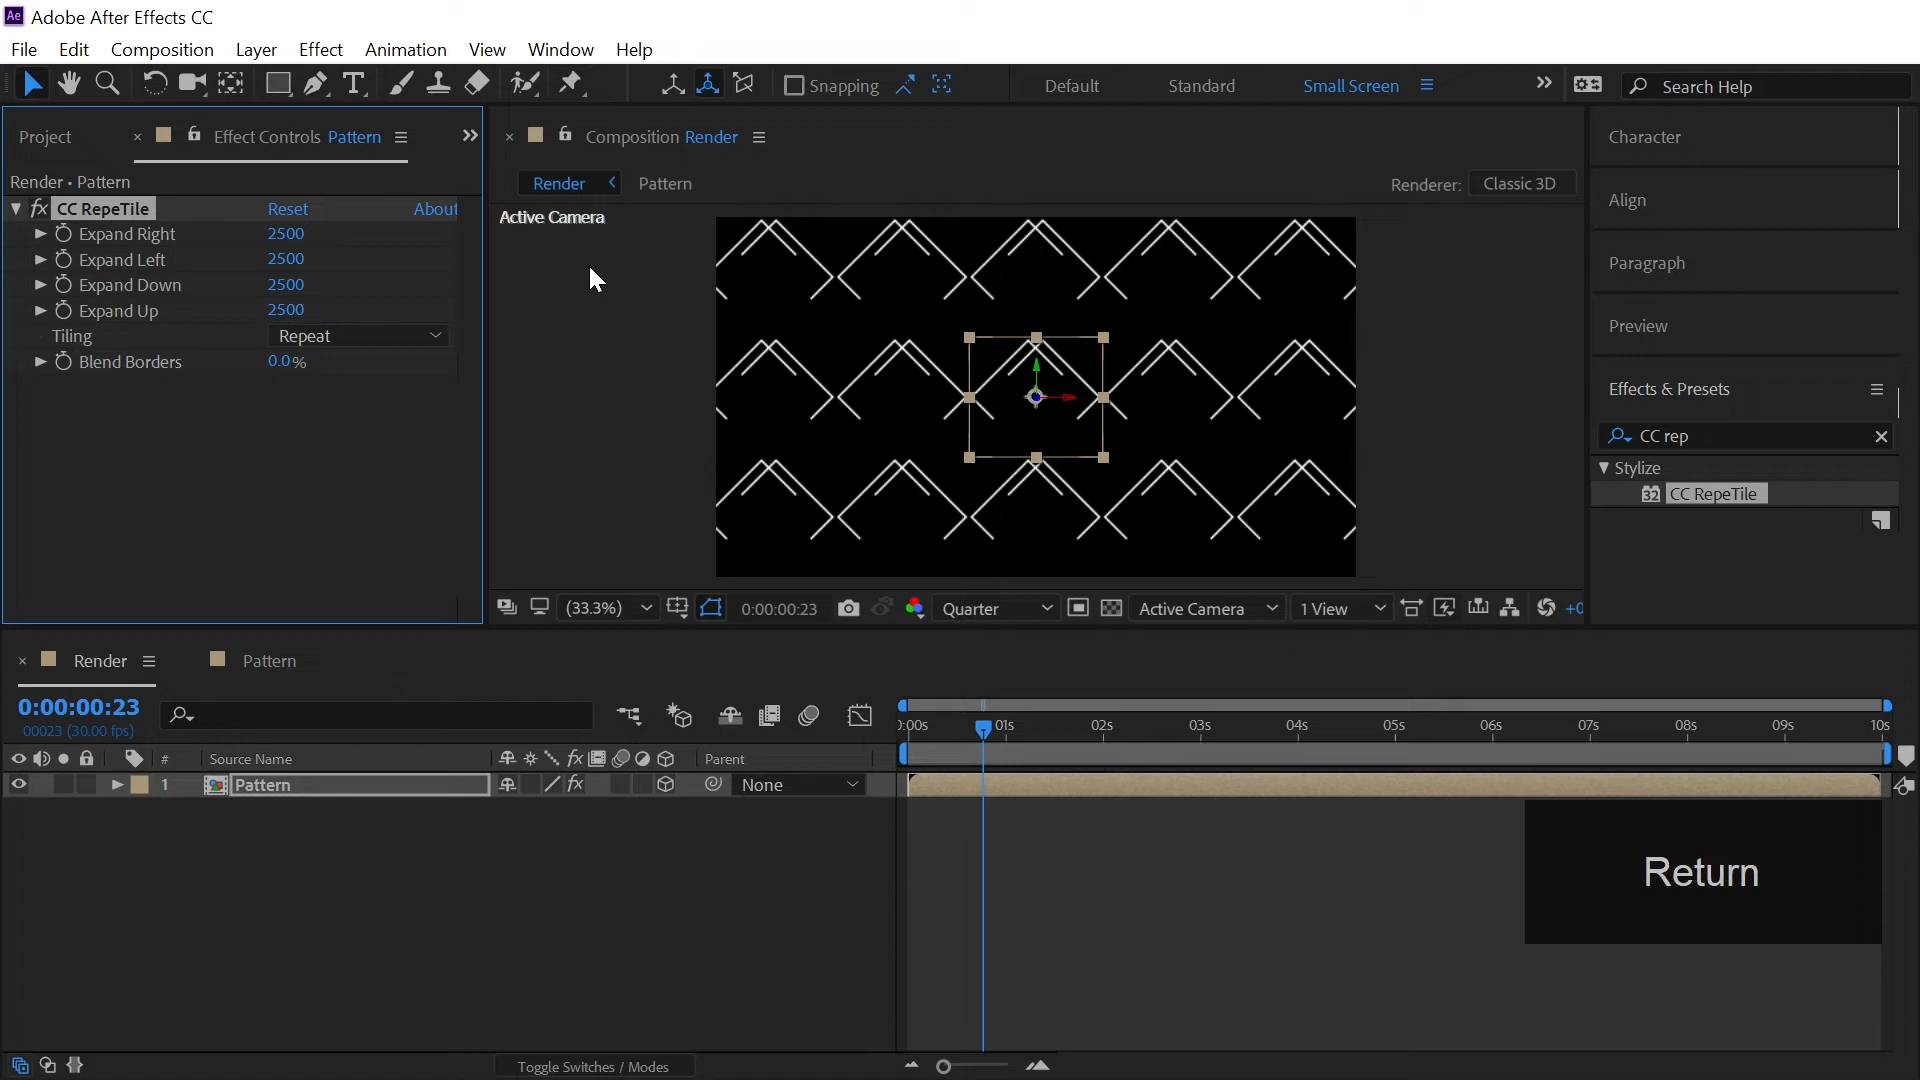 Ae Adobe After Effects CC
File Edit Composition Layer Effect Animation View Window Help
Snapping Default Standard Small Screen Search Help
Project Effect Controls Pattern
Composition Render
Render Pattern Renderer: Classic 3D
Render • Pattern
fx CC RepeTile Reset About
Expand Right 2500
Expand Left 2500
Expand Down 2500
Expand Up 2500
Tiling Repeat
Blend Borders 0.0%
Active Camera
Character
Align
Paragraph
Preview
Effects & Presets
CC rep
Stylize
32 CC RepeTile
(33.3%) 0:00:00:23 Quarter Active Camera 1 View +0
Render Pattern
0:00:00:23
00023 (30.00 fps)
):00s 01s 02s 03s 04s 05s 06s 07s 08s 09s 10s
# Source Name fx Parent
1 Pattern fx None
Return
Toggle Switches / Modes